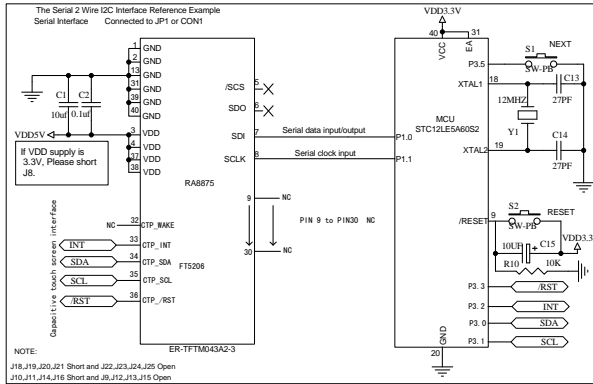 The Serial 2 Wire I2C Interface Reference Example
Serial Interface Connected to JP1 or CON1
VDD3.3V
40
31
VCC
EA
1 GND
2 GND
13 GND
31 GND
39 GND
40 GND
C1
10uf
C2
0.1uf
VDD5V
3 VDD
4 VDD
37 VDD
38 VDD
If VDD supply is
3.3V, Please short
J8.
/SCS 5
SDO 6
SDI 7 Serial data input/output P1.0
SCLK 8 Serial clock input P1.1
RA8875
MCU
STC12LE5A60S2
P3.5
S1 NEXT
SW-PB
XTAL1 18
C13
27PF
12MHZ
Y1
XTAL2 19
C14
27PF
9 NC
PIN 9 to PIN30 NC
30 NC
Capacitive touch screen interface
NC 32 CTP_WAKE
INT 33 CTP_INT
SDA 34 CTP_SDA
SCL 35 CTP_SCL
/RST 36 CTP_/RST
FT5206
ER-TFTM043A2-3
/RESET 9
S2 RESET
SW-PB
10UF + C15
VDD3.3
R10 10K
P3. 3 /RST
P3. 2 INT
P3. 0 SDA
P3. 1 SCL
GND
20
NOTE:
J18,J19,J20,J21 Short and J22,J23,J24,J25 Open
J10,J11,J14,J16 Short and J9,J12,J13,J15 Open